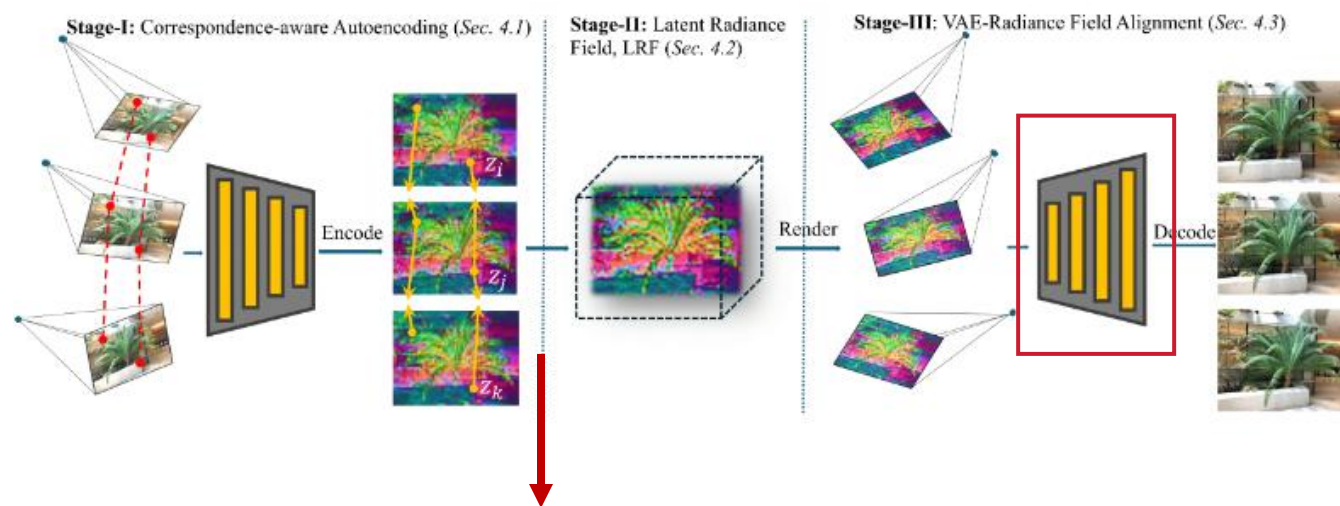 Stage-I: Correspondence-aware Autoencoding (Sec. 4.1)
Stage-II: Latent Radiance
Field, LRF (Sec. 4.2)
Stage-III: VAE-Radiance Field Alignment (Sec. 4.3)
Encode
z_i
z_j
z_k
Render
Decode